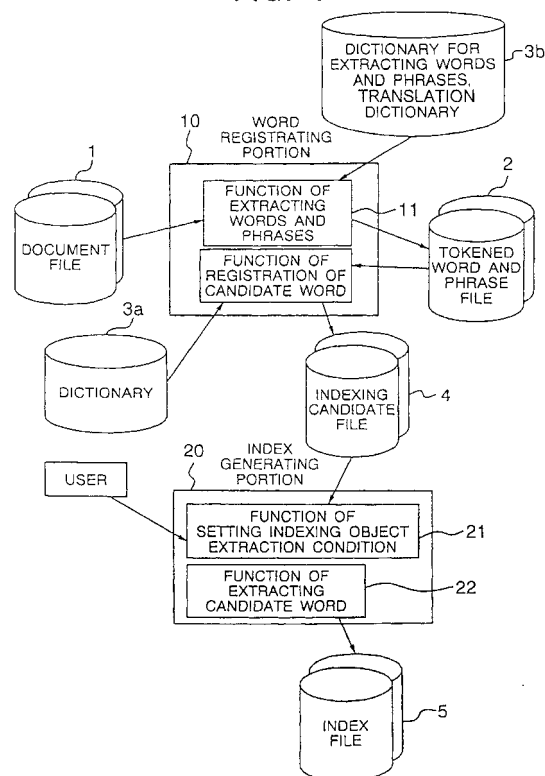 DICTIONARY FOR
EXTRACTING WORDS
AND PHRASES,
TRANSLATION
DICTIONARY
3b
WORD
REGISTRATING
PORTION
10
1
DOCUMENT
FILE
FUNCTION OF
EXTRACTING
WORDS AND
PHRASES
11
2
TOKENED
WORD AND
PHRASE
FILE
FUNCTION OF
REGISTRATION OF
CANDIDATE WORD
3a
DICTIONARY
INDEXING
CANDIDATE
FILE
4
INDEX
GENERATING
PORTION
20
USER
FUNCTION OF
SETTING INDEXING OBJECT
EXTRACTION CONDITION
21
FUNCTION OF
EXTRACTING
CANDIDATE WORD
22
INDEX
FILE
5